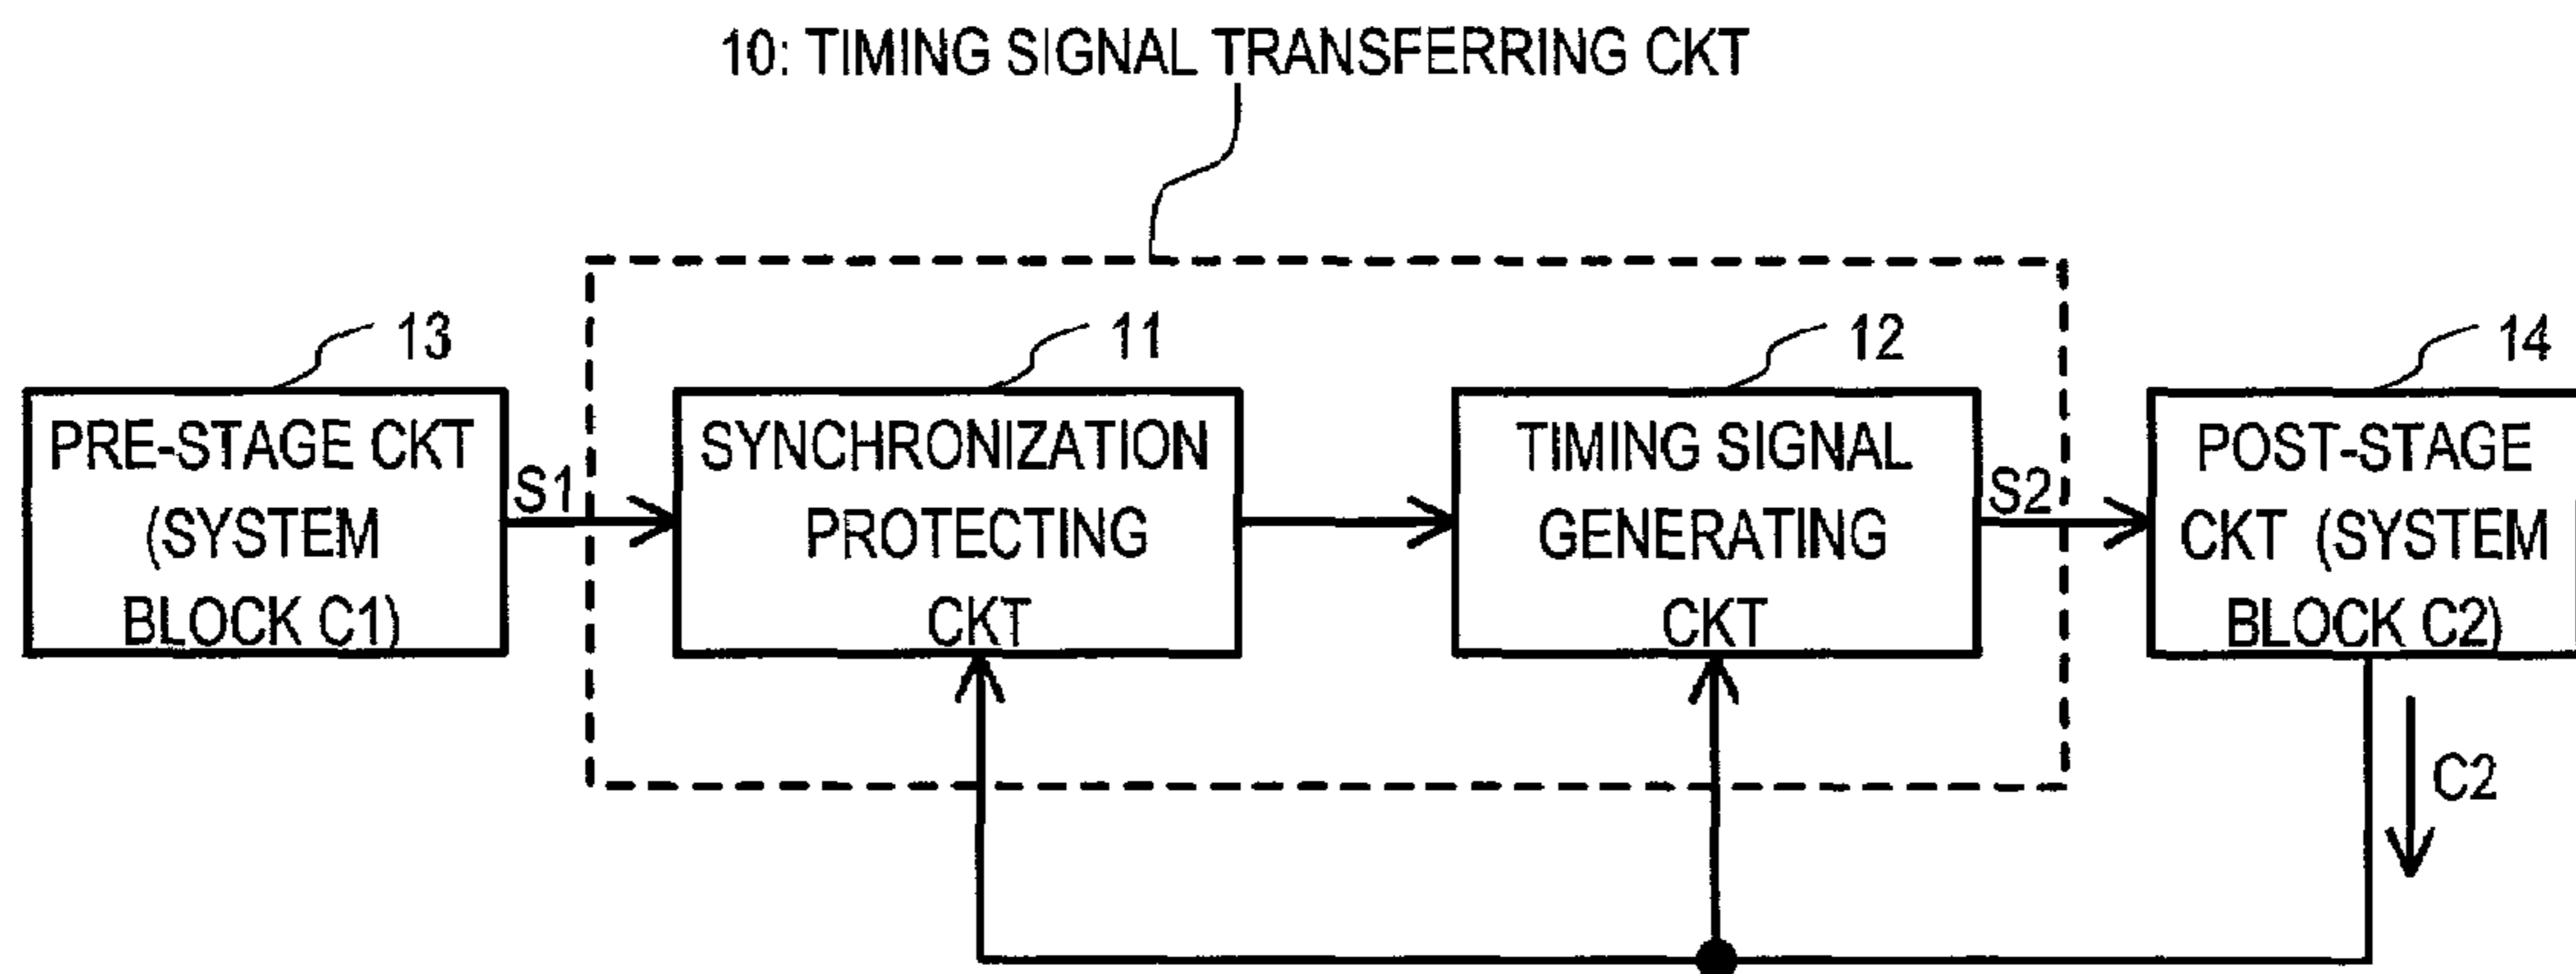 10: TIMING SIGNAL TRANSFERRING CKT
13
11
12
14
PRE-STAGE CKT
(SYSTEM
BLOCK C1)
S1
SYNCHRONIZATION
PROTECTING
CKT
TIMING SIGNAL
GENERATING
CKT
S2
POST-STAGE
CKT (SYSTEM
BLOCK C2)
C2